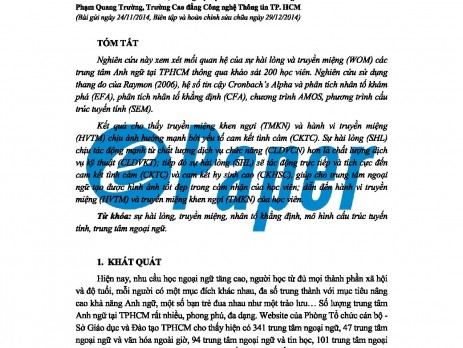 Phạm Quang Trường, Trường Cao đẳng Công nghệ Thông tin TP. HCM
(Bài gửi ngày 24/11/2014, Biên tập và hoàn chỉnh sửa chữa ngày 29/12/2014)
TÓM TẮT
Nghiên cứu này xem xét mối quan hệ của sự hài lòng và truyền miệng (WOM) các
trung tâm Anh ngữ tại TPHCM thông qua khảo sát 200 học viên. Nghiên cứu sử dụng
thang đo của Raymon (2006), hệ số tin cậy Cronbach's Alpha và phân tích nhân tố khám
phá (EFA), phân tích nhân tố khẳng định (CFA), chương trình AMOS, phương trình cấu
trúc tuyến tính (SEM).
Kết quả cho thấy truyền miệng khen ngợi (TMKN) và hành vi truyền miệng
(HVTM) chịu ảnh hưởng mạnh bởi yếu tố cam kết tình cảm (CKTC). Sự hài lòng (SHL)
chịu tác động mạnh từ chất lượng dịch vụ chức năng (CLDVCN) hơn là chất lượng dịch
vụ kỹ thuật (CLDVKT); tiếp đó sự hài lòng (SHL) sẽ tác động trực tiếp và tích cực đến
cam kết tình cảm (CKTC) và cam kết hy sinh cao (CKHSC), giúp cho trung tâm ngoại
ngữ tạo được hình ảnh tốt đẹp trong cảm nhận của học viên, dẫn đến hành vi truyền
miệng (HVTM) và truyền miệng khen ngợi (TMKN) của học viên.
Từ khóa: sự hài lòng, truyền miệng, nhân tố khẳng định, mô hình cấu trúc tuyến
tính, trung tâm ngoại ngữ.
1. KHÁT QUÁT
Hiện nay, nhu cầu học ngoại ngữ tăng cao, người học từ đủ mọi thành phần xã hội
và độ tuổi, mỗi người có một mục đích khác nhau, đa số trung thành với mục tiêu nâng
cao khả năng Anh ngữ, một số bạn trẻ đua nhau như một trào lưu… Số lượng trung tâm
Anh ngữ tại TPHCM rất nhiều, phong phú, đa dạng. Website của Phòng Tổ chức cán bộ -
Sở Giáo dục và Đào tạo TPHCM cho thấy hiện có 341 trung tâm ngoại ngữ, 47 trung tâm
ngoại ngữ và văn hóa ngoài giờ, 94 trung tâm ngoại ngữ và tin học, 101 trung tâm ngoại